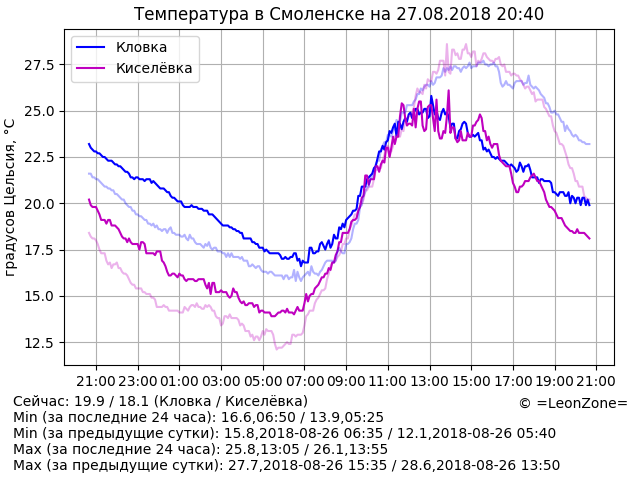 Температура в Смоленске на 27.08.2018 20:40
Кловка
Киселёвка
градусов Цельсия, °C
27.5
25.0
22.5
20.0
17.5
15.0
12.5
21:00 23:00 01:00 03:00 05:00 07:00 09:00 11:00 13:00 15:00 17:00 19:00 21:00
© =LeonZone=
Сейчас: 19.9 / 18.1 (Кловка / Киселёвка)
Min (за последние 24 часа): 16.6,06:50 / 13.9,05:25
Min (за предыдущие сутки): 15.8,2018-08-26 06:35 / 12.1,2018-08-26 05:40
Max (за последние 24 часа): 25.8,13:05 / 26.1,13:55
Max (за предыдущие сутки): 27.7,2018-08-26 15:35 / 28.6,2018-08-26 13:50